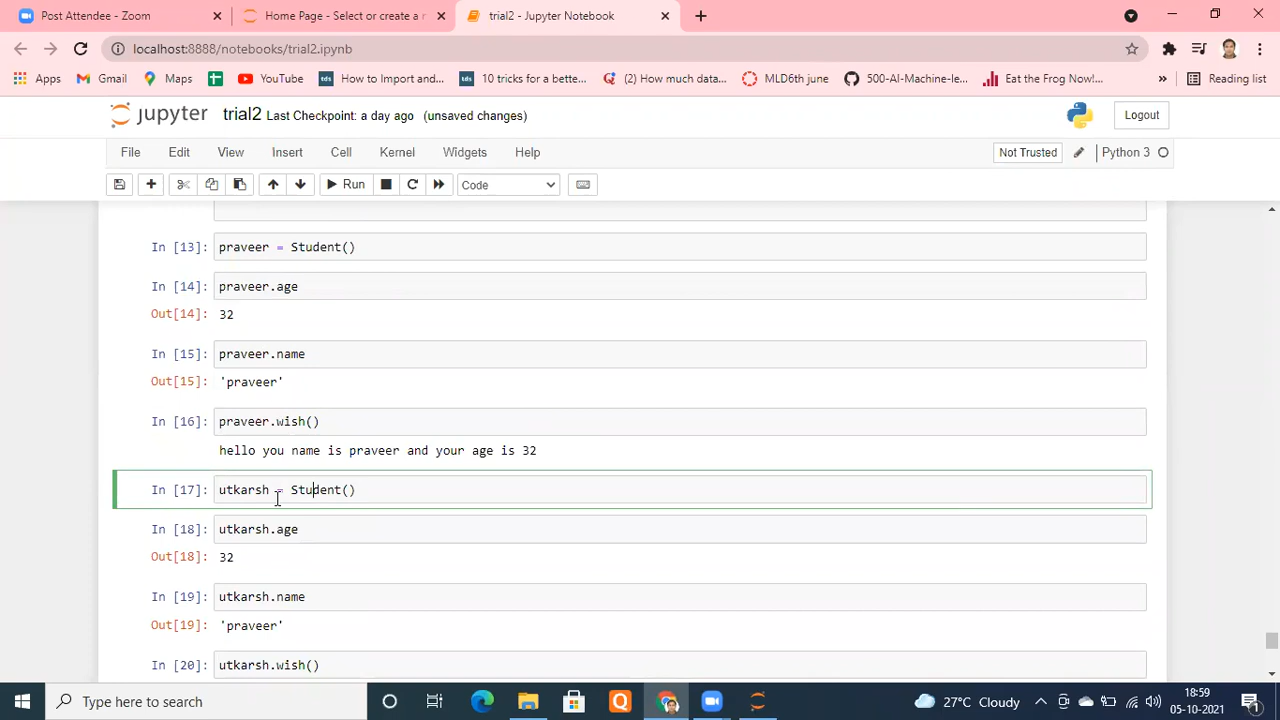 Post Attendee - Zoom
Home Page - Select or create a n
trial2 - Jupyter Notebook
localhost:8888/notebooks/trial2.ipynb
Apps
Gmail
Maps
YouTube
How to Import and...
10 tricks for a bette...
(2) How much data...
MLD6th june
500-AI-Machine-le...
Eat the Frog Now!...
Reading list
jupyter
trial2 Last Checkpoint: a day ago (unsaved changes)
Logout
File Edit View Insert Cell Kernel Widgets Help
Not Trusted
Python 3
Run
Code
In [13]: praveer = Student()
In [14]: praveer.age
Out[14]: 32
In [15]: praveer.name
Out[15]: 'praveer'
In [16]: praveer.wish()
hello you name is praveer and your age is 32
In [17]: utkarsh = Student()
In [18]: utkarsh.age
Out[18]: 32
In [19]: utkarsh.name
Out[19]: 'praveer'
In [20]: utkarsh.wish()
Type here to search
27°C Cloudy
18:59
05-10-2021